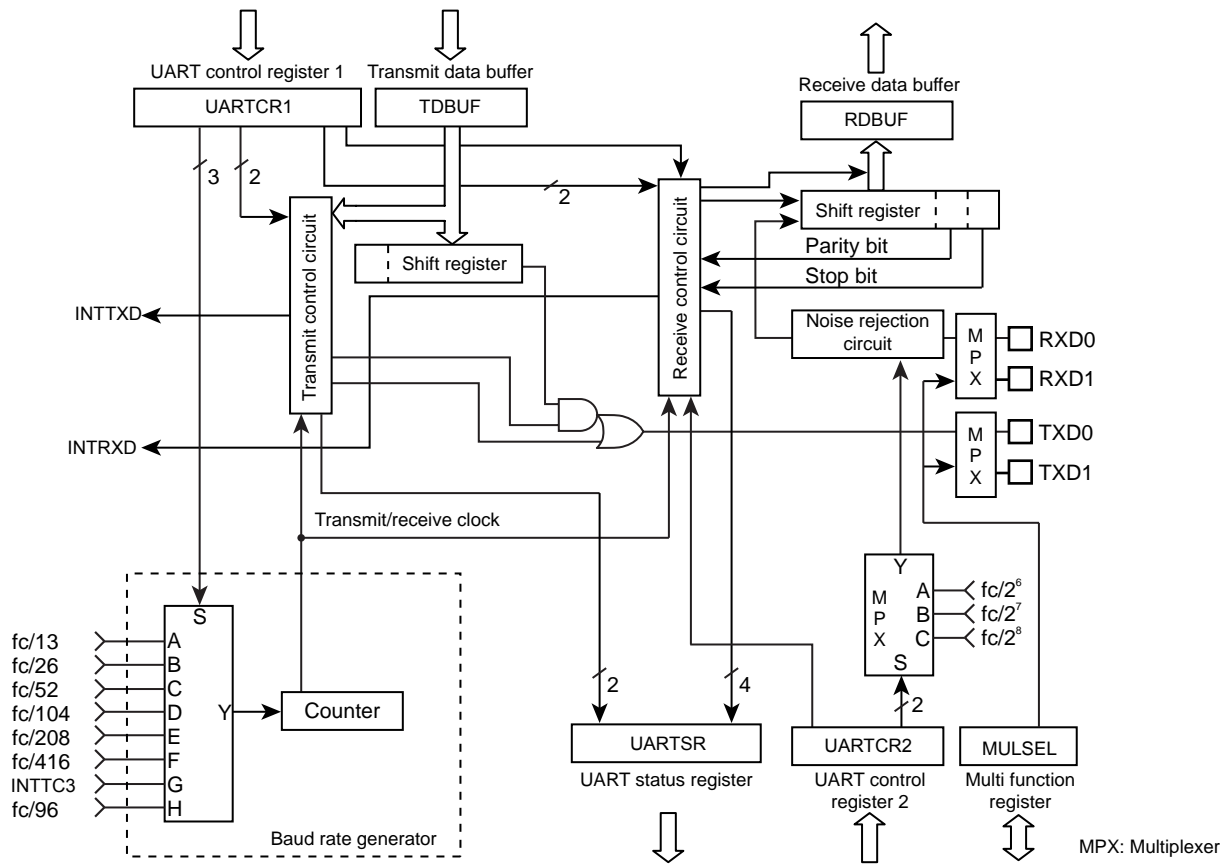 UART control register 1
Transmit data buffer
Receive data buffer
UARTCR1
TDBUF
RDBUF
3
2
2
Shift register
Transmit control circuit
Receive control circuit
Shift register
Parity bit
Stop bit
INTTXD
Noise rejection
circuit
MPX
RXD0
RXD1
INTRXD
MPX
TXD0
TXD1
Transmit/receive clock
S
fc/13
A
fc/26
B
fc/52
C
fc/104
D
Y
Counter
fc/208
E
fc/416
F
INTTC3
G
fc/96
H
Baud rate generator
Y
MPX
A
fc/2⁶
B
fc/2⁷
C
fc/2⁸
S
2
4
2
UARTSR
UARTCR2
MULSEL
UART status register
UART control
register 2
Multi function
register
MPX: Multiplexer